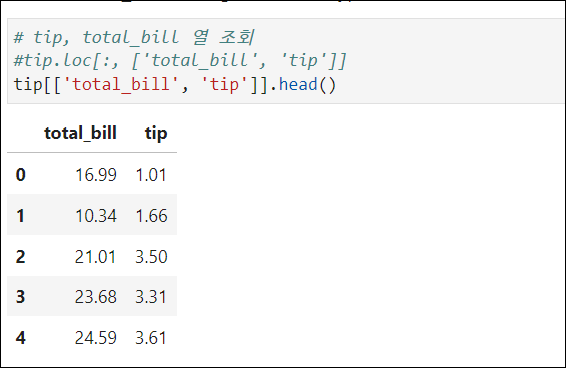 # tip, total_bill 열 조회
#tip.loc[:, ['total_bill', 'tip']]
tip[['total_bill', 'tip']].head()
total_bill tip
0 16.99 1.01
1 10.34 1.66
2 21.01 3.50
3 23.68 3.31
4 24.59 3.61